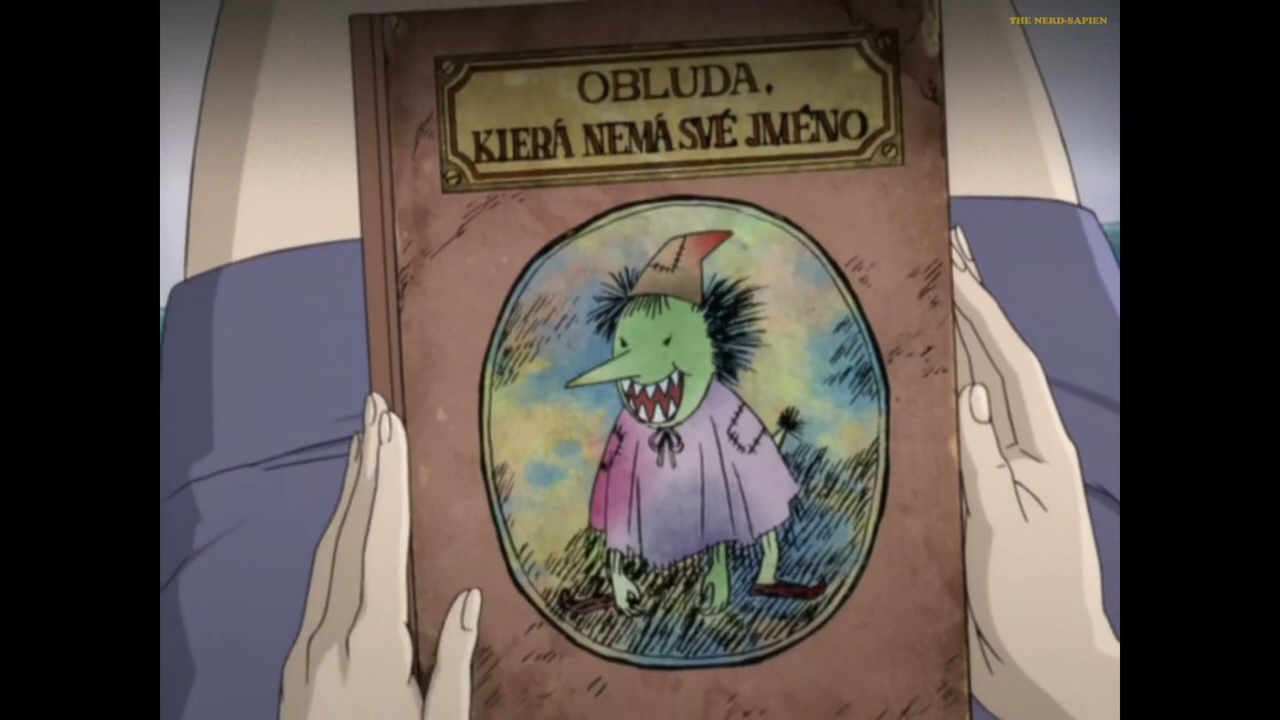 THE NERD-SAPIEN
OBLUDA,
KIERÁ NEMÁ SVÉ JMÉNO